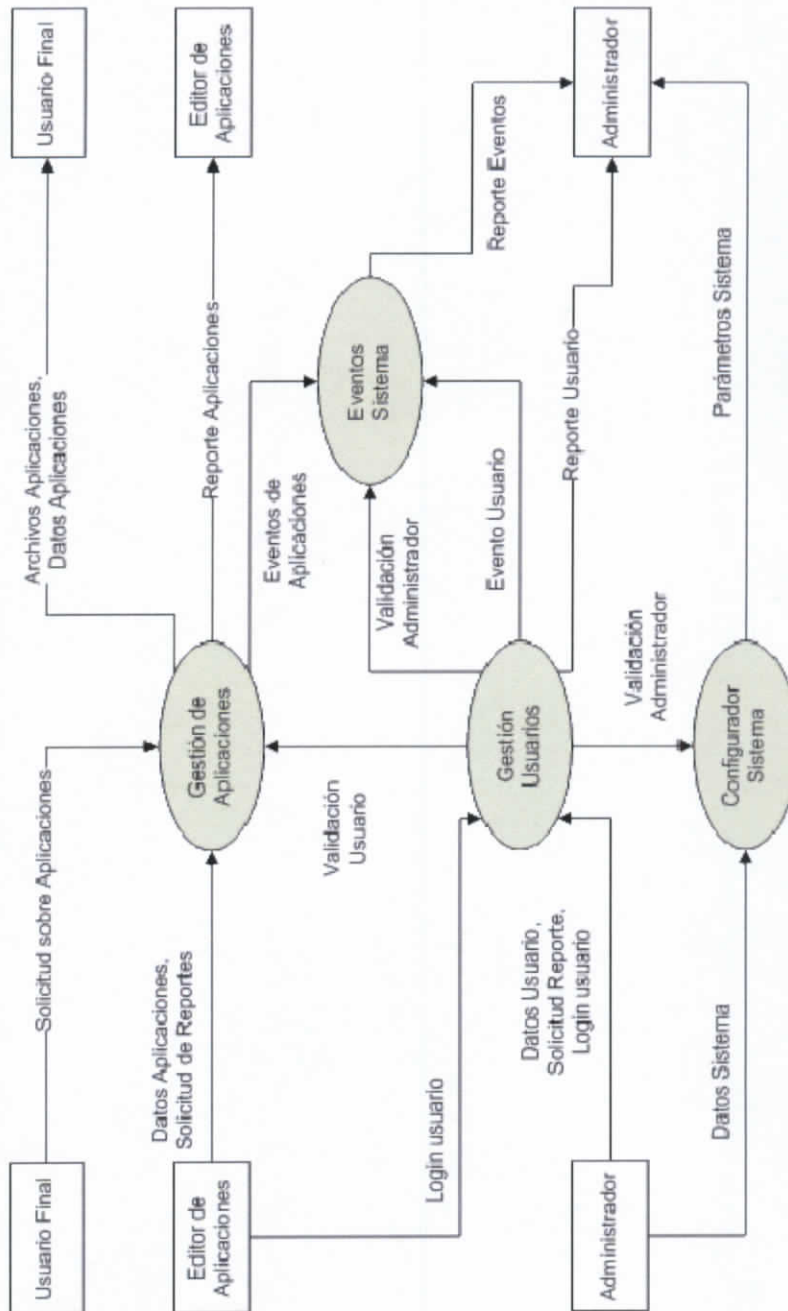 Usuario Final
Solicitud sobre Aplicaciones
Archivos Aplicaciones,
Datos Aplicaciones
Usuario Final
Editor de
Aplicaciones
Datos Aplicaciones,
Solicitud de Reportes
Gestión de
Aplicaciones
Reporte Aplicaciones
Editor de
Aplicaciones
Eventos de
Aplicaciones
Validación
Usuario
Validación
Administrador
Eventos
Sistema
Reporte Eventos
Login usuario
Evento Usuario
Gestión
Usuarios
Datos Usuario,
Solicitud Reporte,
Login usuario
Reporte Usuario
Administrador
Administrador
Validación
Administrador
Datos Sistema
Configurador
Sistema
Parámetros Sistema